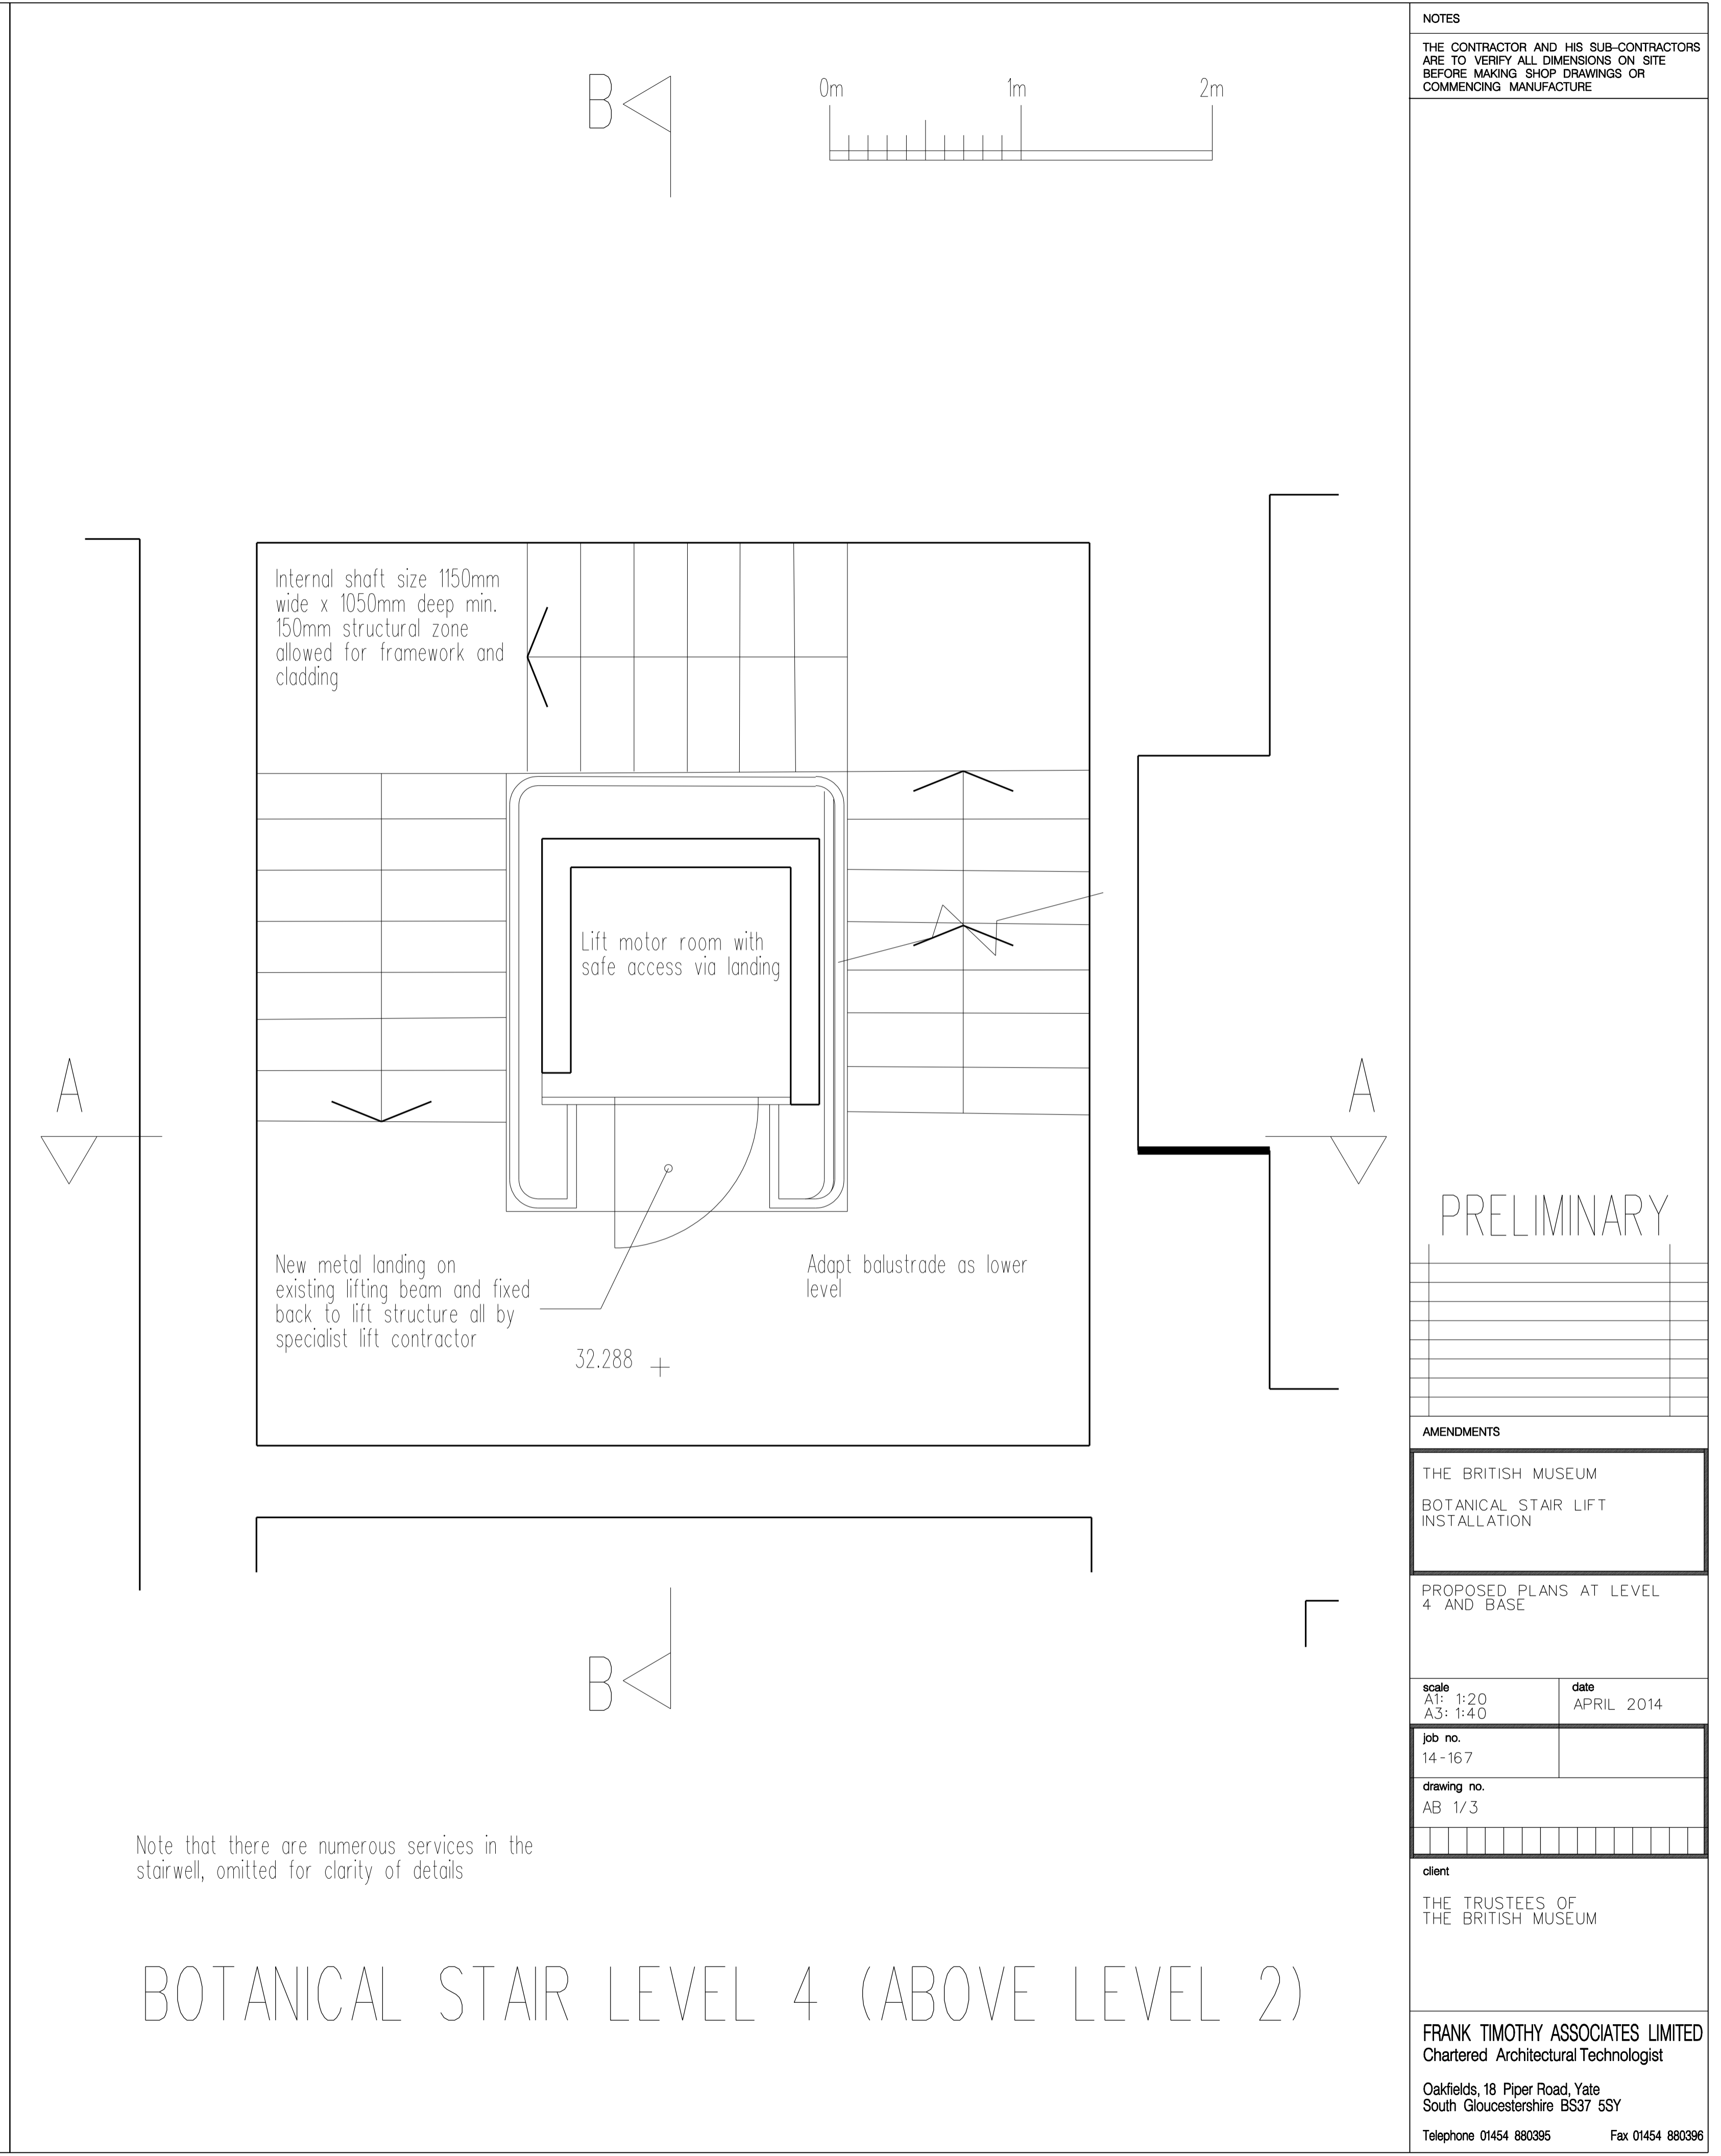 B
0m 1m 2m
Internal shaft size 1150mm
wide x 1050mm deep min.
150mm structural zone
allowed for framework and
cladding
Lift motor room with
safe access via landing
A
A
New metal landing on
existing lifting beam and fixed
back to lift structure all by
specialist lift contractor
Adapt balustrade as lower
level
32.288
B
Note that there are numerous services in the
stairwell, omitted for clarity of details
BOTANICAL STAIR LEVEL 4 (ABOVE LEVEL 2)
NOTES
THE CONTRACTOR AND HIS SUB-CONTRACTORS
ARE TO VERIFY ALL DIMENSIONS ON SITE
BEFORE MAKING SHOP DRAWINGS OR
COMMENCING MANUFACTURE
PRELIMINARY
AMENDMENTS
THE BRITISH MUSEUM
BOTANICAL STAIR LIFT
INSTALLATION
PROPOSED PLANS AT LEVEL
4 AND BASE
scale
A1: 1:20
A3: 1:40
date
APRIL 2014
job no.
14-167
drawing no.
AB 1/3
client
THE TRUSTEES OF
THE BRITISH MUSEUM
FRANK TIMOTHY ASSOCIATES LIMITED
Chartered Architectural Technologist
Oakfields, 18 Piper Road, Yate
South Gloucestershire BS37 5SY
Telephone 01454 880395 Fax 01454 880396